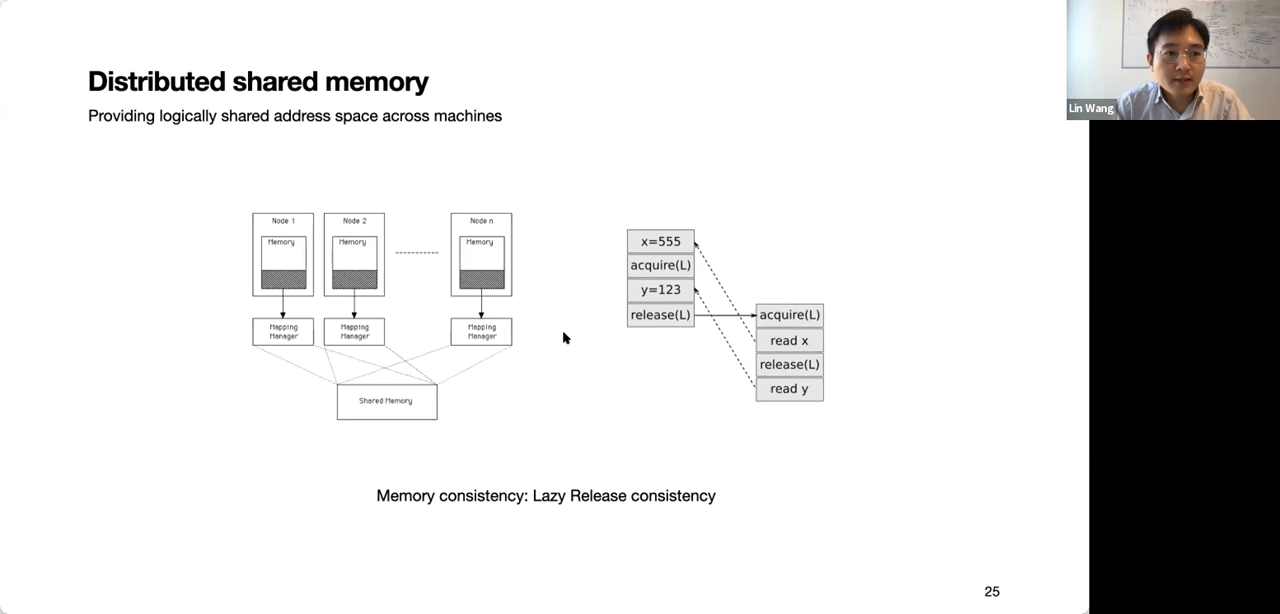 Distributed shared memory
Providing logically shared address space across machines
Lin Wang
Node 1
Node 2
Node n
Memory
Memory
Memory
Mapping
Manager
Mapping
Manager
Mapping
Manager
Shared Memory
x=555
acquire(L)
y=123
release(L)
acquire(L)
read x
release(L)
read y
Memory consistency: Lazy Release consistency
25